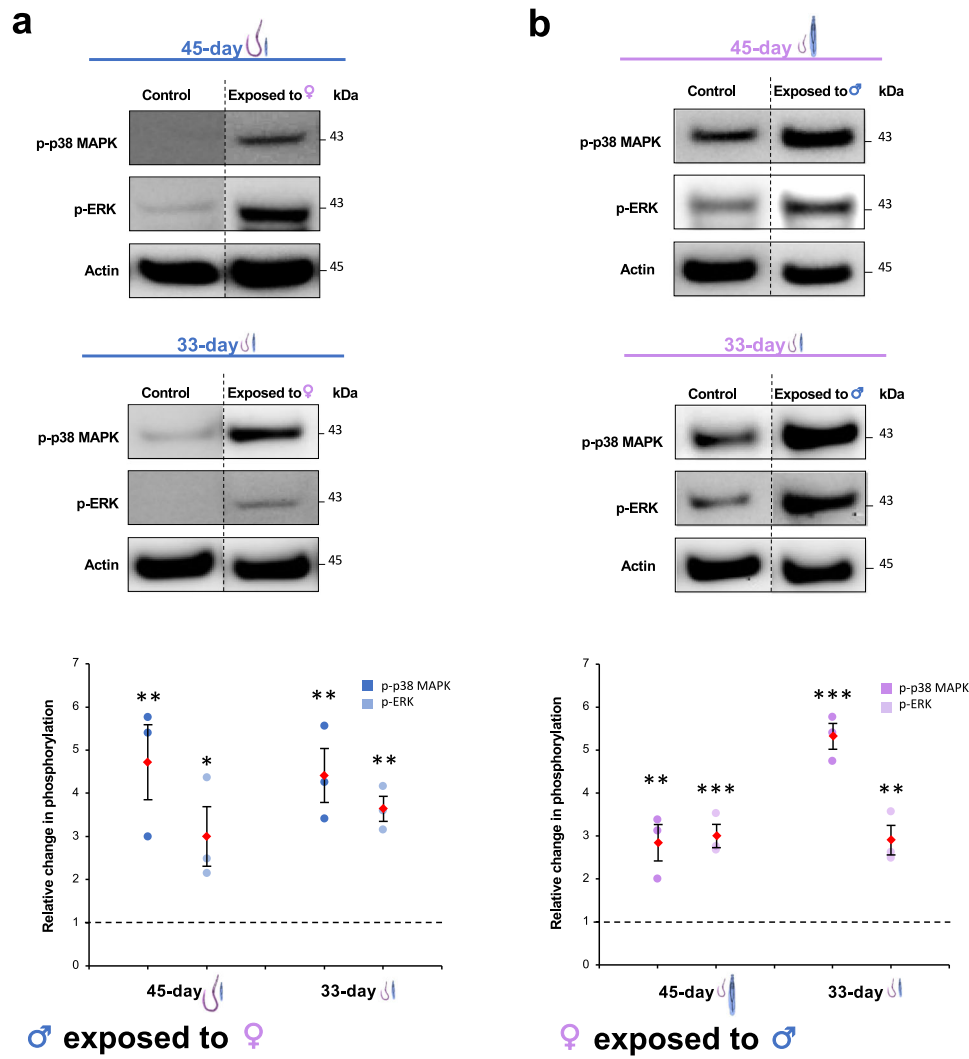 a
45-day
Control Exposed to ♀ kDa
p-p38 MAPK 43
p-ERK 43
Actin 45
33-day
Control Exposed to ♀ kDa
p-p38 MAPK 43
p-ERK 43
Actin 45
Relative change in phosphorylation
7
6
5
4
3
2
1
0
p-p38 MAPK
p-ERK
** * ** **
45-day 33-day
♂ exposed to ♀
b
45-day
Control Exposed to ♂ kDa
p-p38 MAPK 43
p-ERK 43
Actin 45
33-day
Control Exposed to ♂ kDa
p-p38 MAPK 43
p-ERK 43
Actin 45
Relative change in phosphorylation
7
6
5
4
3
2
1
0
p-p38 MAPK
p-ERK
** *** *** **
45-day 33-day
♀ exposed to ♂